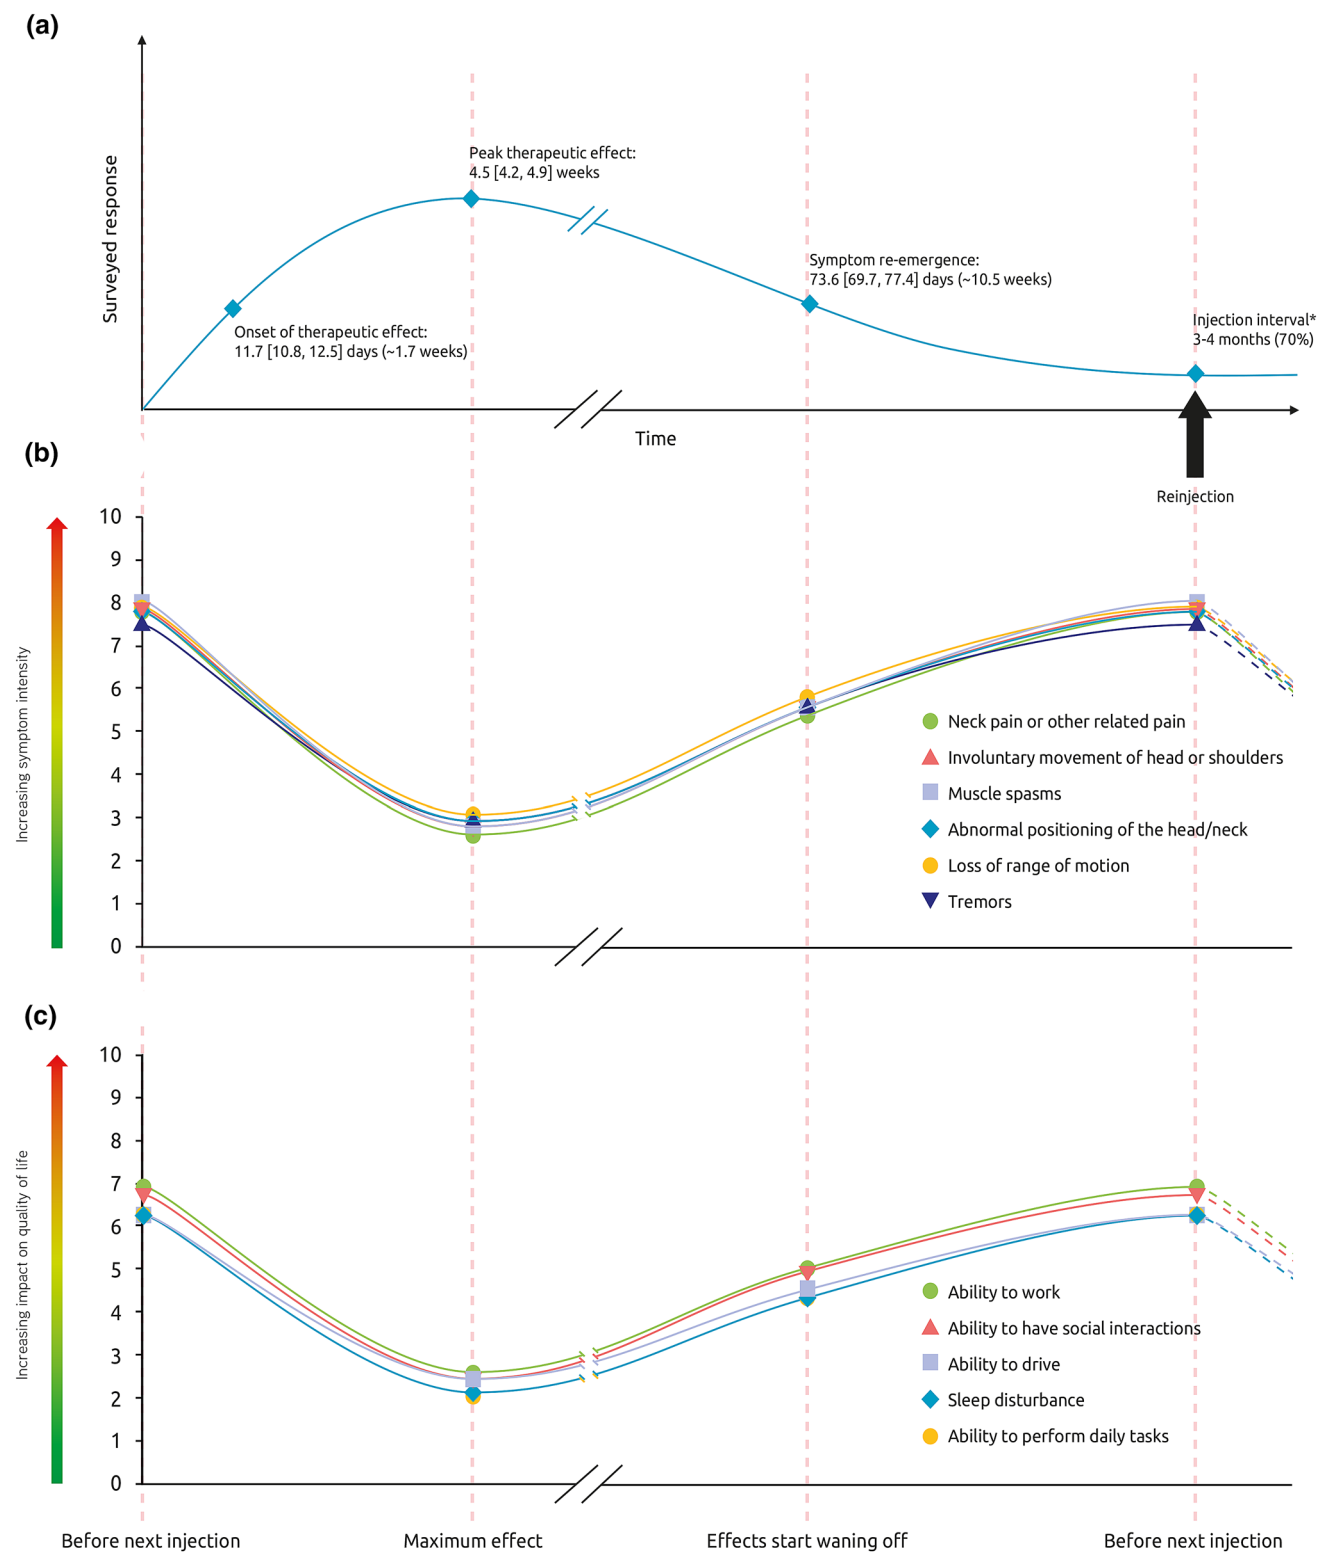 (a)
Surveyed response
Peak therapeutic effect:
4.5 [4.2, 4.9] weeks
Symptom re-emergence:
73.6 [69.7, 77.4] days (~10.5 weeks)
Onset of therapeutic effect:
11.7 [10.8, 12.5] days (~1.7 weeks)
Injection interval*
3-4 months (70%)
Time
Reinjection
(b)
Increasing symptom intensity
10
9
8
7
6
5
4
3
2
1
0
Neck pain or other related pain
Involuntary movement of head or shoulders
Muscle spasms
Abnormal positioning of the head/neck
Loss of range of motion
Tremors
(c)
Increasing impact on quality of life
10
9
8
7
6
5
4
3
2
1
0
Ability to work
Ability to have social interactions
Ability to drive
Sleep disturbance
Ability to perform daily tasks
Before next injection
Maximum effect
Effects start waning off
Before next injection